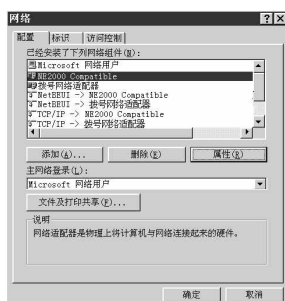 网络
配置 标识 访问控制
已经安装了下列网络组件(N):
Microsoft 网络用户
NE2000 Compatible
拨号网络适配器
NetBEUI -> NE2000 Compatible
NetBEUI -> 拨号网络适配器
TCP/IP -> NE2000 Compatible
TCP/IP -> 拨号网络适配器
添加(A)... 删除(E) 属性(R)
主网络登录(L):
Microsoft 网络用户
文件及打印共享(F)...
说明
网络适配器是物理上将计算机与网络连接起来的硬件。
确定 取消